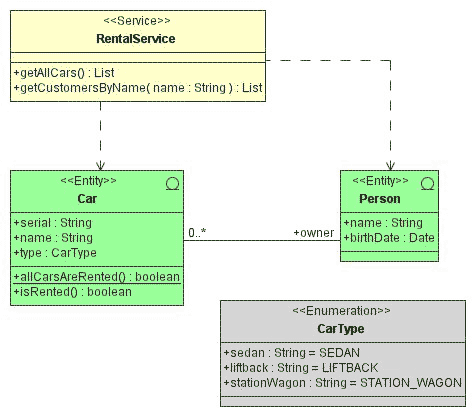 <<Service>>
RentalService
+getAllCars() : List
+getCustomersByName( name : String ) : List
<<Entity>>
Car
+serial : String
+name : String
+type : CarType
+allCarsAreRented() : boolean
+isRented() : boolean
0..*
+owner
<<Entity>>
Person
+name : String
+birthDate : Date
<<Enumeration>>
CarType
+sedan : String = SEDAN
+liftback : String = LIFTBACK
+stationWagon : String = STATION_WAGON